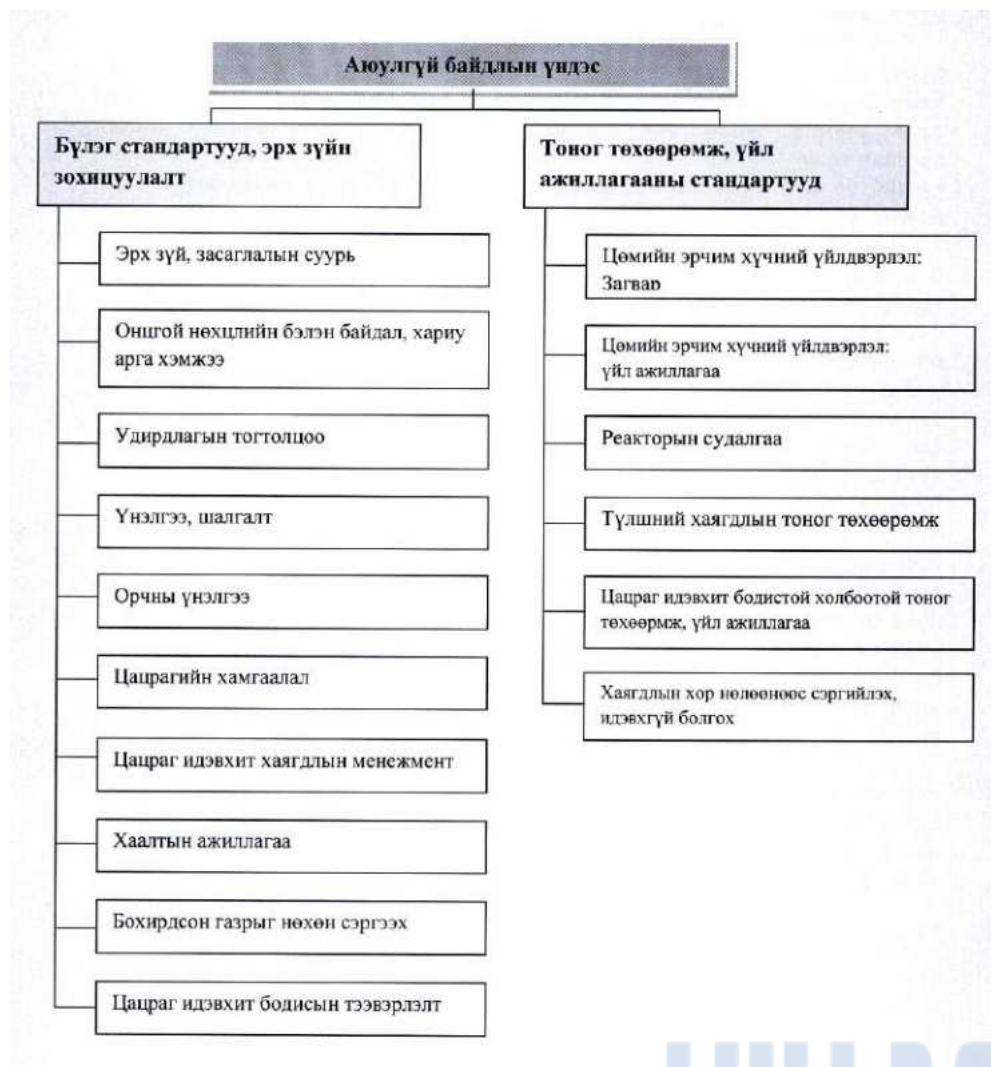 Аюулгүй байдлын үндэс
Бүлэг стандартууд, эрх зүйн
зохицуулалт
Эрх зүй, засаглалын суурь
Онцгой нөхцлийн бэлэн байдал, хариу
арга хэмжээ
Удирдлагын тогтолцоо
Үнэлгээ, шалгалт
Орчны үнэлгээ
Цацрагийн хамгаалал
Цацраг идэвхит хаягдлын менежмент
Хаалтын ажиллагаа
Бохирдсон газрыг нөхөн сэргээх
Цацраг идэвхит бодисын тээвэрлэлт
Тоног төхөөрөмж, үйл
ажиллагааны стандартууд
Цөмийн эрчим хүчний үйлдвэрлэл:
Загвар
Цөмийн эрчим хүчний үйлдвэрлэл:
үйл ажиллагаа
Реакторын судалгаа
Түлшний хаягдлын тоног төхөөрөмж
Цацраг идэвхит бодистой холбоотой тоног
төхөөрмж, үйл ажиллагаа
Хаягдлын хор нөлөөнөөс сэргийлэх,
идэвхгүй болгох